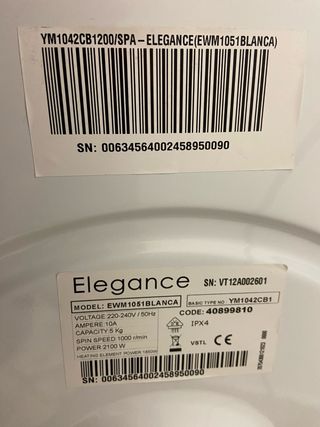 YM1042CB1200/SPA – ELEGANCE(EWM1051BLANCA)
SN: 00634564002458950090
Elegance SN: VT12A002601
MODEL: EWM1051BLANCA BASIC TYPE NO YM1042CB1
VOLTAGE 220-240V / 50Hz CODE: 40899810
AMPERE 10A
CAPACITY:5 Kg IPX4
SPIN SPEED 1000 r/min
POWER 2100 W VSTL CE
HEATING ELEMENT POWER 1850W
SN: 00634564002458950090